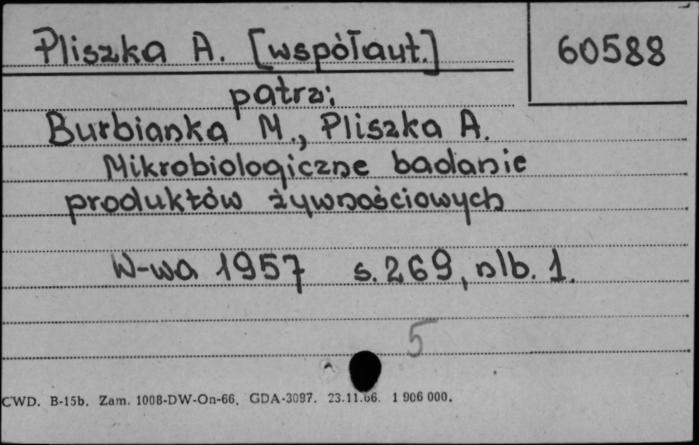 Pliszka A. [współaut.]
60588
patrz:
Burbianka M., Pliszka A.
Mikrobiologiczne badanie
produktów żywnościowych
W-wa 1957 s. 269, nlb. 1.
5
CWD. B-15b. Zam. 1008-DW-On-66. GDA-3097. 23.11.66. 1 906 000.